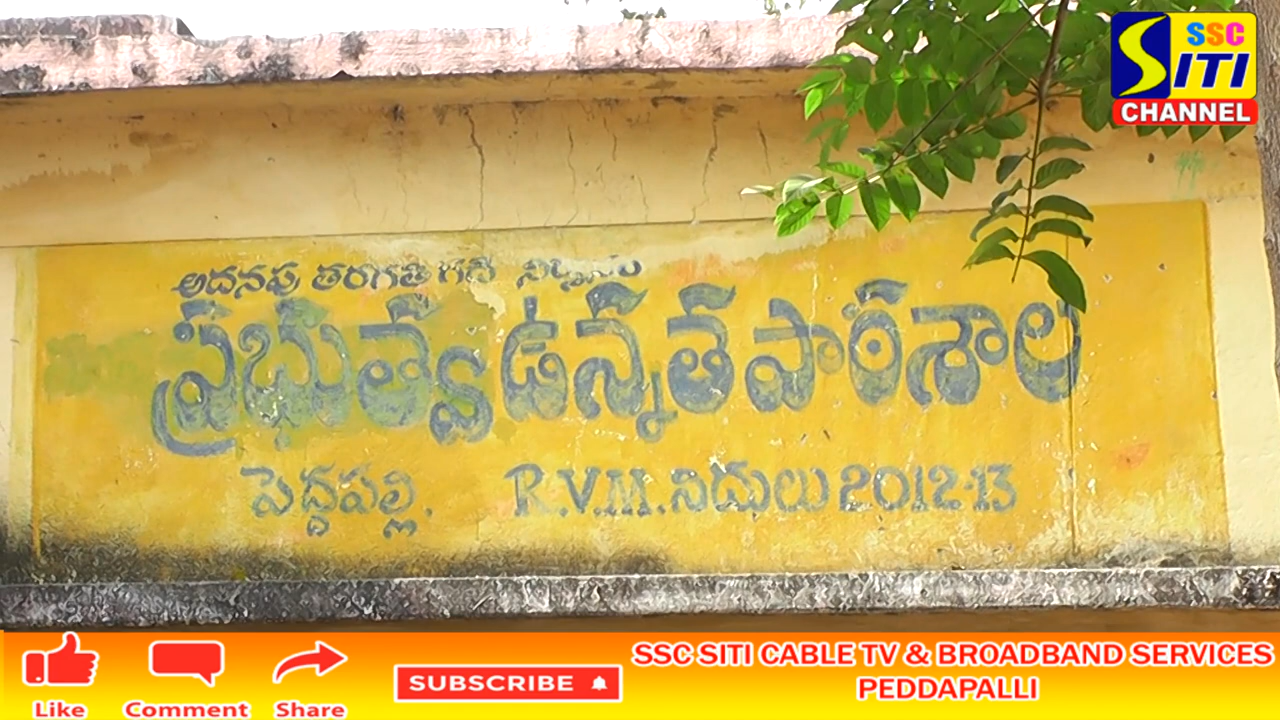 SSC
SITI
CHANNEL
అదనపు తరగతి గది నిర్మాణం
ప్రభుత్వ ఉన్నత పాఠశాల
పెద్దపల్లి.
R.V.M. నిధులు 2012-13
Like
Comment
Share
SUBSCRIBE
SSC SITI CABLE TV & BROADBAND SERVICES
PEDDAPALLI